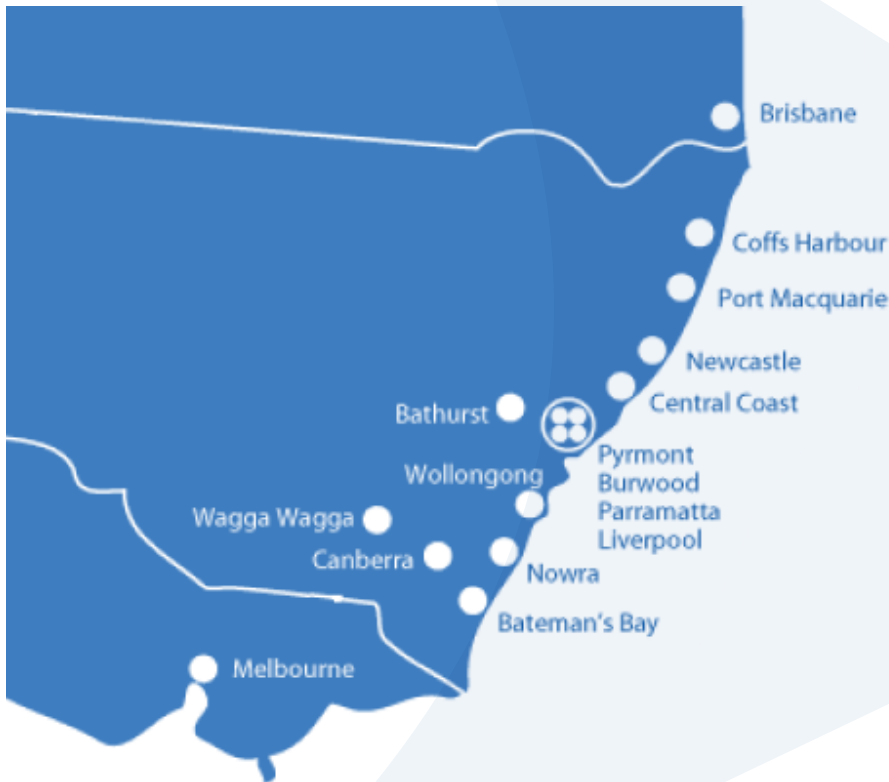 Brisbane
Coffs Harbour
Port Macquarie
Newcastle
Central Coast
Bathurst
Pyrmont
Burwood
Parramatta
Liverpool
Wollongong
Wagga Wagga
Canberra
Nowra
Bateman's Bay
Melbourne